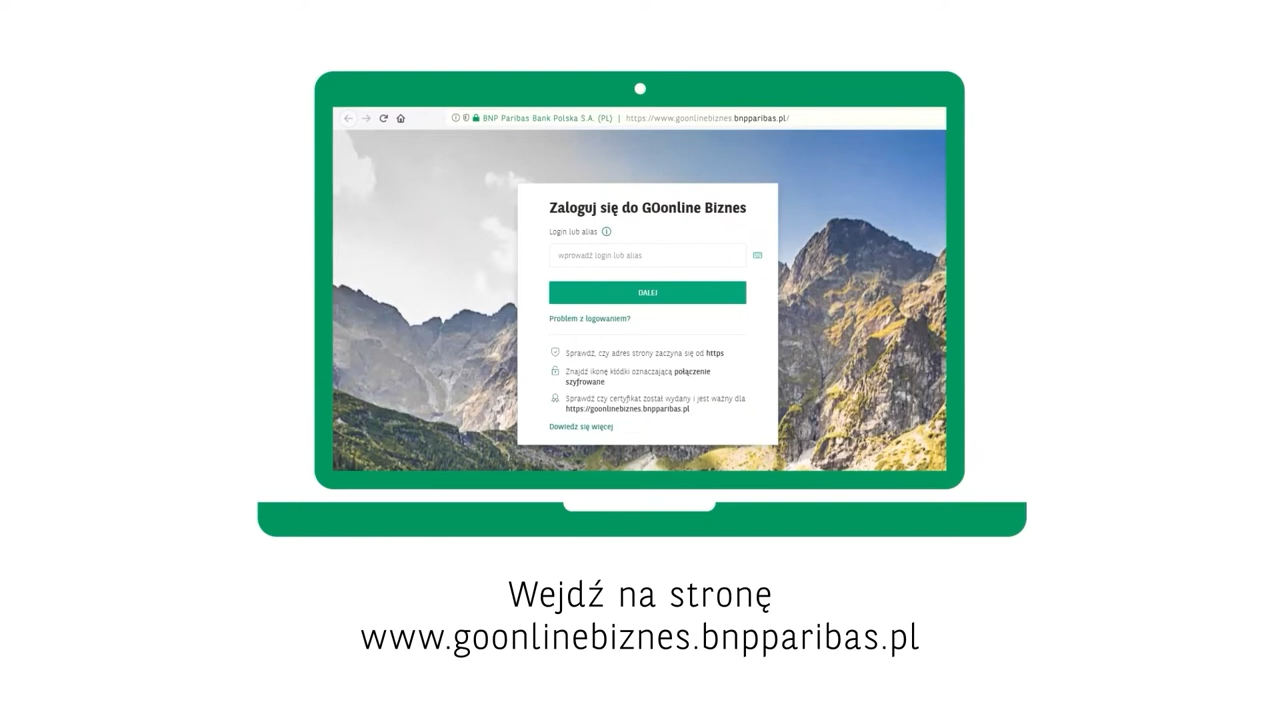 BNP Paribas Bank Polska S.A. (PL) | https://www.goonlinebiznes.bnpparibas.pl/
Zaloguj się do GOonline Biznes
Login lub alias
wprowadź login lub alias
DALEJ
Problem z logowaniem?
Sprawdź, czy adres strony zaczyna się od https
Znajdź ikonę kłódki oznaczającą połączenie
szyfrowane
Sprawdź czy certyfikat został wydany i jest ważny dla
https://goonlinebiznes.bnpparibas.pl
Dowiedz się więcej
Wejdź na stronę
www.goonlinebiznes.bnpparibas.pl